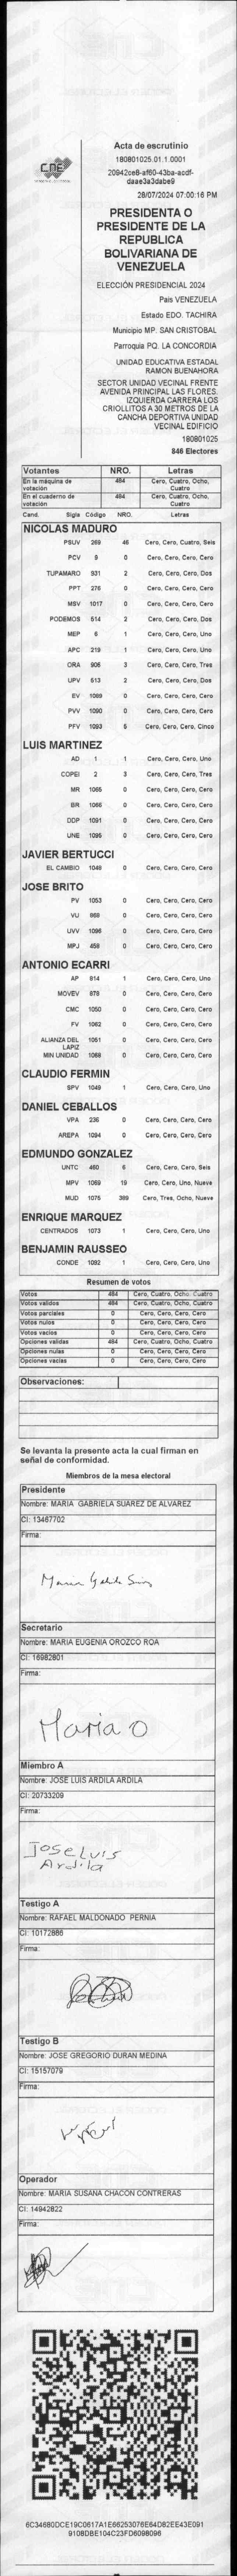 CNE
Acta de escrutinio
180801025.01.1.0001
20942ce8-af60-43ba-acdf-
daae3a3dabe9
28/07/2024 07:00:16 PM
PRESIDENTA O
PRESIDENTE DE LA
REPUBLICA
BOLIVARIANA DE
VENEZUELA
ELECCIÓN PRESIDENCIAL 2024
Pais VENEZUELA
Estado EDO. TACHIRA
Municipio MP. SAN CRISTOBAL
Parroquia PQ. LA CONCORDIA
UNIDAD EDUCATIVA ESTADAL
RAMON BUENAHORA
SECTOR UNIDAD VECINAL FRENTE
AVENIDA PRINCIPAL LAS FLORES.
IZQUIERDA CARRERA LOS
CRIOLLITOS A 30 METROS DE LA
CANCHA DEPORTIVA UNIDAD
VECINAL EDIFICIO
180801025
846 Electores
Votantes NRO. Letras
En la máquina de votación 484 Cero, Cuatro, Ocho, Cuatro
En el cuaderno de votación 484 Cero, Cuatro, Ocho, Cuatro
Cand. Sigla Código NRO. Letras
NICOLAS MADURO
PSUV 269 46 Cero, Cero, Cuatro, Seis
PCV 5 0 Cero, Cero, Cero, Cero
TUPAMARO 931 2 Cero, Cero, Cero, Dos
PPT 276 0 Cero, Cero, Cero, Cero
MSV 1017 0 Cero, Cero, Cero, Cero
PODEMOS 514 2 Cero, Cero, Cero, Dos
MEP 6 1 Cero, Cero, Cero, Uno
APC 219 1 Cero, Cero, Cero, Uno
ORA 906 3 Cero, Cero, Cero, Tres
UPV 513 2 Cero, Cero, Cero, Dos
EV 1089 0 Cero, Cero, Cero, Cero
PVV 1090 0 Cero, Cero, Cero, Cero
PFV 1093 5 Cero, Cero, Cero, Cinco
LUIS MARTINEZ
AD 1 1 Cero, Cero, Cero, Uno
COPEI 2 3 Cero, Cero, Cero, Tres
MR 1065 0 Cero, Cero, Cero, Cero
BR 1066 0 Cero, Cero, Cero, Cero
DDP 1091 0 Cero, Cero, Cero, Cero
UNE 1095 0 Cero, Cero, Cero, Cero
JAVIER BERTUCCI
EL CAMBIO 1048 0 Cero, Cero, Cero, Cero
JOSE BRITO
PV 1053 0 Cero, Cero, Cero, Cero
VU 868 0 Cero, Cero, Cero, Cero
UVV 1096 0 Cero, Cero, Cero, Cero
MPJ 458 0 Cero, Cero, Cero, Cero
ANTONIO ECARRI
AP 814 1 Cero, Cero, Cero, Uno
MOVEV 978 0 Cero, Cero, Cero, Cero
CMC 1050 0 Cero, Cero, Cero, Cero
FV 1062 0 Cero, Cero, Cero, Cero
ALIANZA DEL LAPIZ 1051 0 Cero, Cero, Cero, Cero
MIN UNIDAD 1068 0 Cero, Cero, Cero, Cero
CLAUDIO FERMIN
SPV 1049 1 Cero, Cero, Cero, Uno
DANIEL CEBALLOS
VPA 236 0 Cero, Cero, Cero, Cero
AREPA 1094 0 Cero, Cero, Cero, Cero
EDMUNDO GONZALEZ
UNTC 460 6 Cero, Cero, Cero, Seis
MPV 1069 19 Cero, Cero, Uno, Nueve
MUD 1075 389 Cero, Tres, Ocho, Nueve
ENRIQUE MARQUEZ
CENTRADOS 1073 1 Cero, Cero, Cero, Uno
BENJAMIN RAUSSEO
CONDE 1092 1 Cero, Cero, Cero, Uno
Resumen de votos
Votos 484 Cero, Cuatro, Ocho, Cuatro
Votos validos 484 Cero, Cuatro, Ocho, Cuatro
Votos parciales 0 Cero, Cero, Cero, Cero
Votos nulos 0 Cero, Cero, Cero, Cero
Votos vacios 0 Cero, Cero, Cero, Cero
Opciones validas 484 Cero, Cuatro, Ocho, Cuatro
Opciones nulas 0 Cero, Cero, Cero, Cero
Opciones vacias 0 Cero, Cero, Cero, Cero
Observaciones:
Se levanta la presente acta la cual firman en
señal de conformidad.
Miembros de la mesa electoral
Presidente
Nombre: MARIA GABRIELA SUAREZ DE ALVAREZ
CI: 13467702
Firma:
Secretario
Nombre: MARIA EUGENIA OROZCO ROA
CI: 16982801
Firma:
Maria O
Miembro A
Nombre: JOSE LUIS ARDILA ARDILA
CI: 20733209
Firma:
Jose Luis
Ardila
Testigo A
Nombre: RAFAEL MALDONADO PERNIA
CI: 10172886
Firma:
Testigo B
Nombre: JOSE GREGORIO DURAN MEDINA
CI: 15157079
Firma:
Operador
Nombre: MARIA SUSANA CHACON CONTRERAS
CI: 14942822
Firma:
6C34680DCE19C0617A1E66253076E64D82EE43E091
9108DBE104C23FD6098096